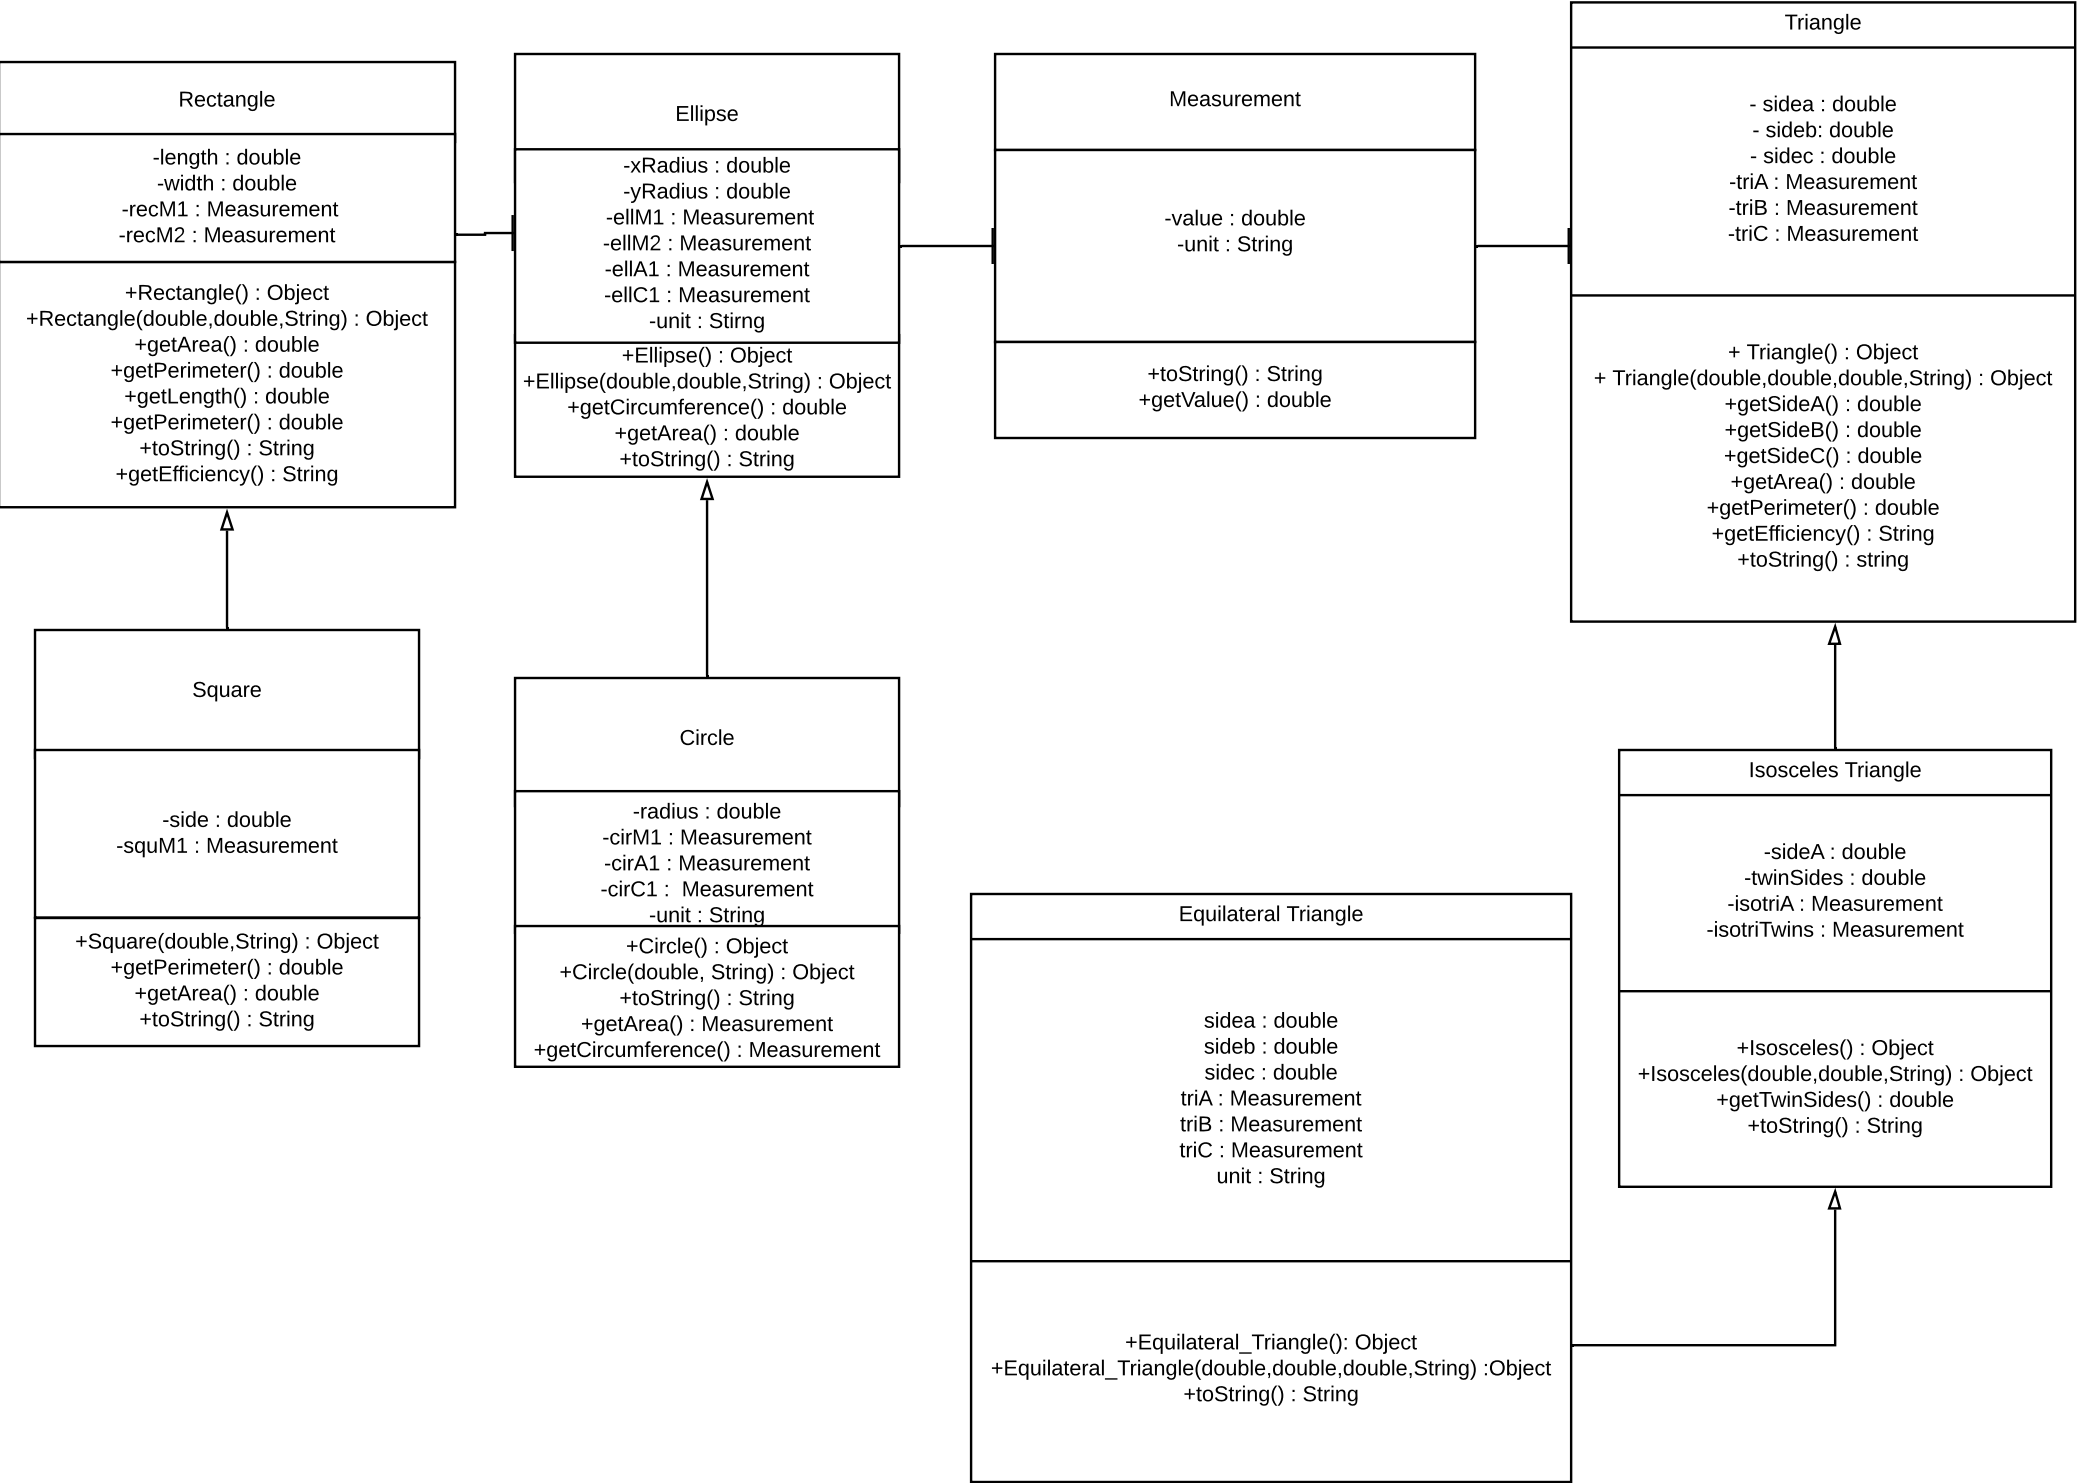 Rectangle
-length : double
-width : double
-recM1 : Measurement
-recM2 : Measurement
+Rectangle() : Object
+Rectangle(double,double,String) : Object
+getArea() : double
+getPerimeter() : double
+getLength() : double
+getPerimeter() : double
+toString() : String
+getEfficiency() : String
Ellipse
-xRadius : double
-yRadius : double
-ellM1 : Measurement
-ellM2 : Measurement
-ellA1 : Measurement
-ellC1 : Measurement
-unit : Stirng
+Ellipse() : Object
+Ellipse(double,double,String) : Object
+getCircumference() : double
+getArea() : double
+toString() : String
Measurement
-value : double
-unit : String
+toString() : String
+getValue() : double
Triangle
- sidea : double
- sideb: double
- sidec : double
-triA : Measurement
-triB : Measurement
-triC : Measurement
+ Triangle() : Object
+ Triangle(double,double,double,String) : Object
+getSideA() : double
+getSideB() : double
+getSideC() : double
+getArea() : double
+getPerimeter() : double
+getEfficiency() : String
+toString() : string
Square
-side : double
-squM1 : Measurement
+Square(double,String) : Object
+getPerimeter() : double
+getArea() : double
+toString() : String
Circle
-radius : double
-cirM1 : Measurement
-cirA1 : Measurement
-cirC1 :  Measurement
-unit : String
+Circle() : Object
+Circle(double, String) : Object
+toString() : String
+getArea() : Measurement
+getCircumference() : Measurement
Equilateral Triangle
sidea : double
sideb : double
sidec : double
triA : Measurement
triB : Measurement
triC : Measurement
unit : String
+Equilateral_Triangle(): Object
+Equilateral_Triangle(double,double,double,String) :Object
+toString() : String
Isosceles Triangle
-sideA : double
-twinSides : double
-isotriA : Measurement
-isotriTwins : Measurement
+Isosceles() : Object
+Isosceles(double,double,String) : Object
+getTwinSides() : double
+toString() : String